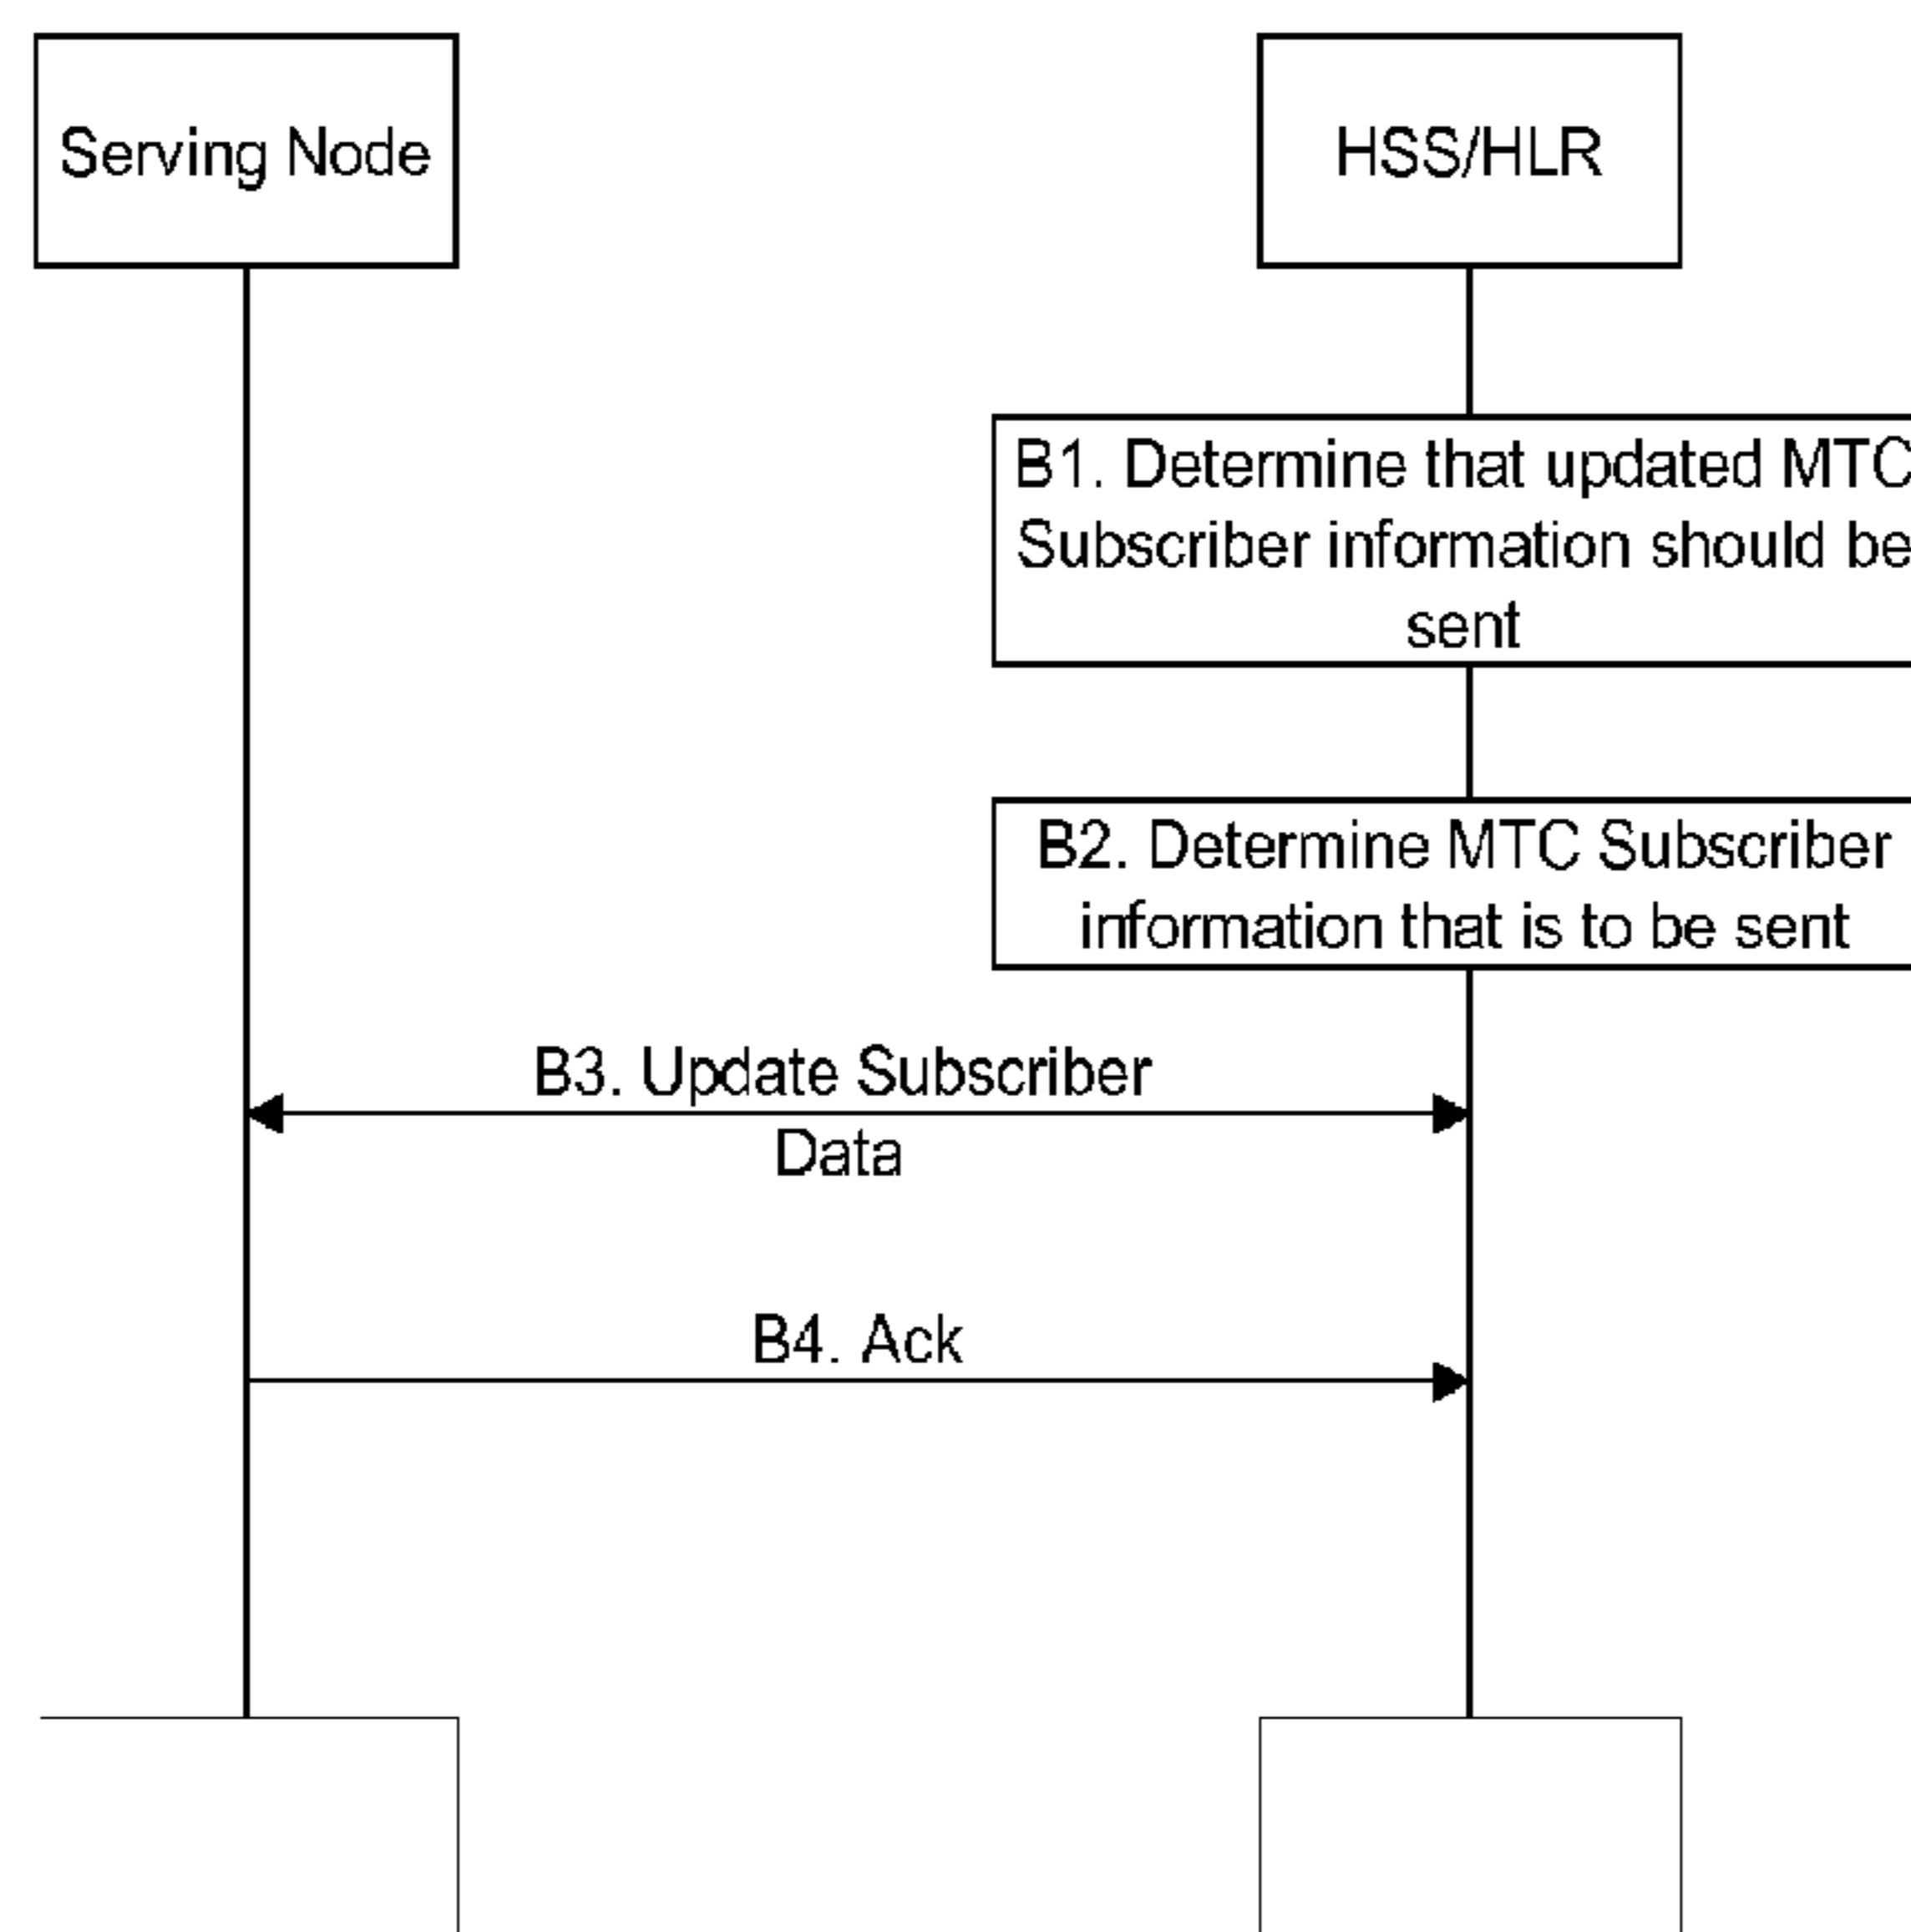 Serving Node
HSS/HLR
B1. Determine that updated MTC
Subscriber information should be
sent
B2. Determine MTC Subscriber
information that is to be sent
B3. Update Subscriber
Data
B4. Ack